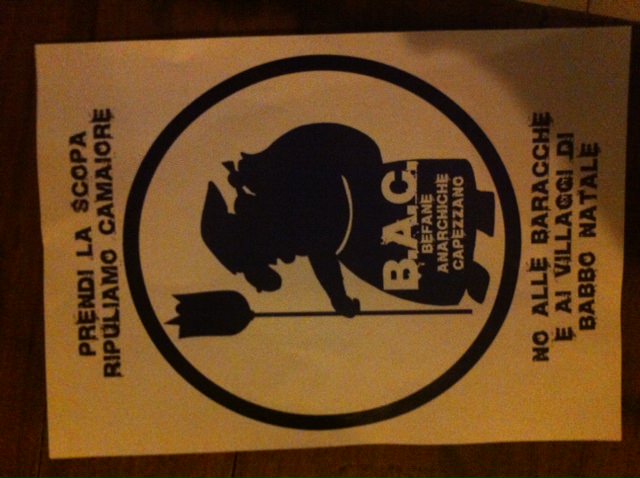 PRENDI LA SCOPA
RIPULIAMO CAMAIORE
B.A.C.
BEFANE
ANARCHICHE
CAPEZZANO
NO ALLE BARACCHE
E AI VILLAGGI DI
BABBO NATALE